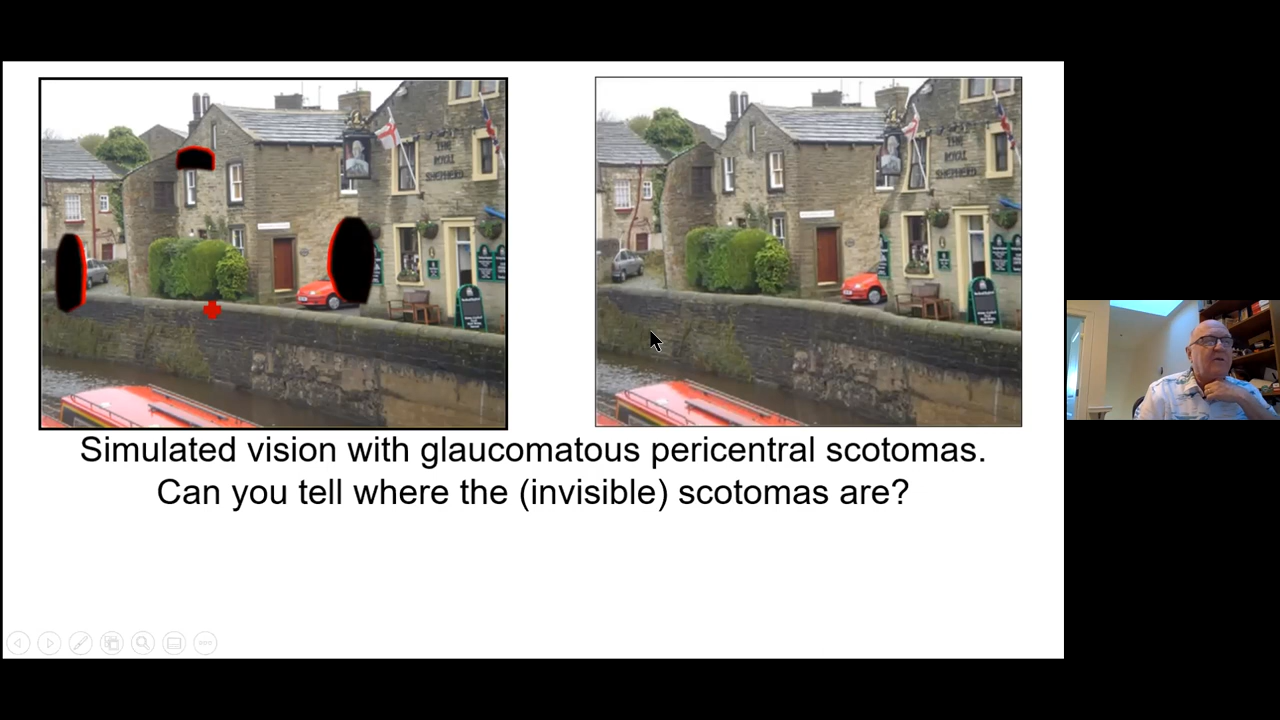 THE
ROYAL
SHEPHERD
THE
ROYAL
SHEPHERD
Simulated vision with glaucomatous pericentral scotomas.
Can you tell where the (invisible) scotomas are?